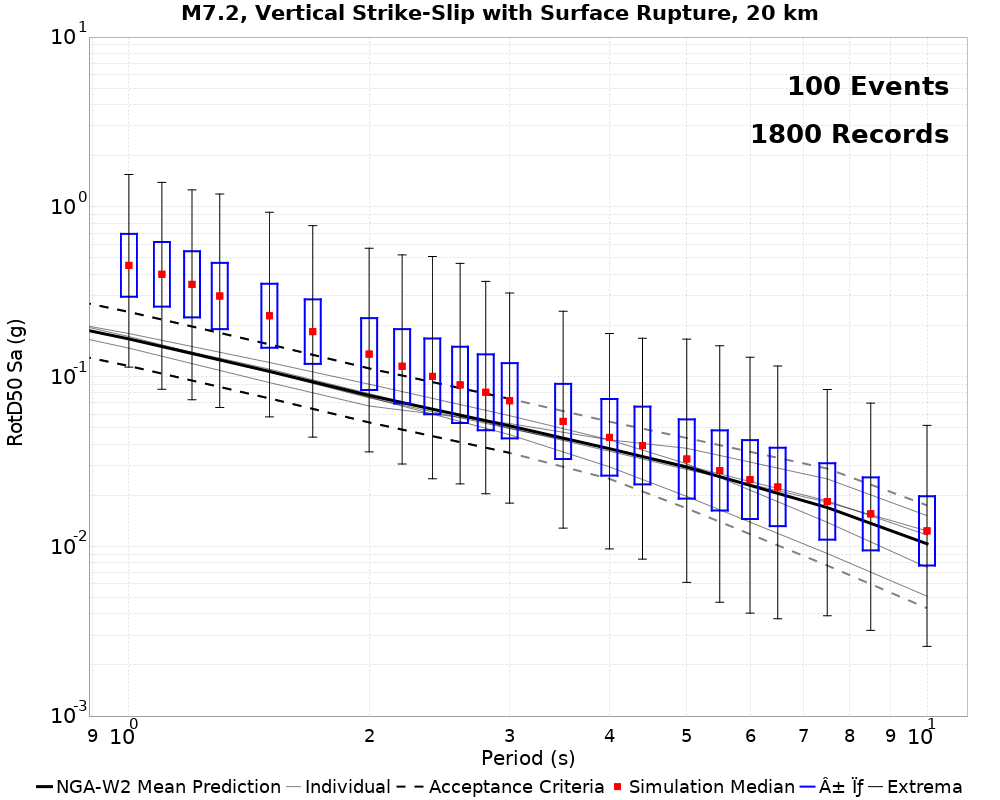 M7.2, Vertical Strike-Slip with Surface Rupture, 20 km
100 Events
1800 Records
RotD50 Sa (g)
10^1
10^0
10^-1
10^-2
10^-3
9 10^0 2 3 4 5 6 7 8 9 10^1
Period (s)
NGA-W2 Mean Prediction Individual Acceptance Criteria Simulation Median Â± Ïƒ Extrema